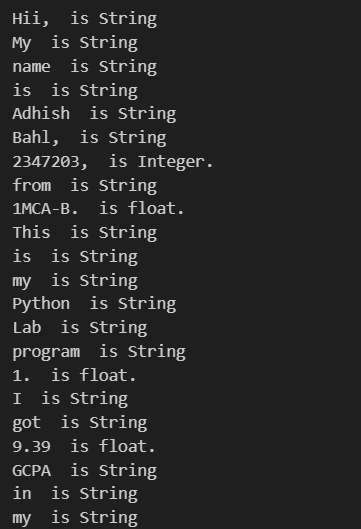 Hii,  is String
My  is String
name  is String
is  is String
Adhish  is String
Bahl,  is String
2347203,  is Integer.
from  is String
1MCA-B.  is float.
This  is String
is  is String
my  is String
Python  is String
Lab  is String
program  is String
1.  is float.
I  is String
got  is String
9.39  is float.
GCPA  is String
in  is String
my  is String